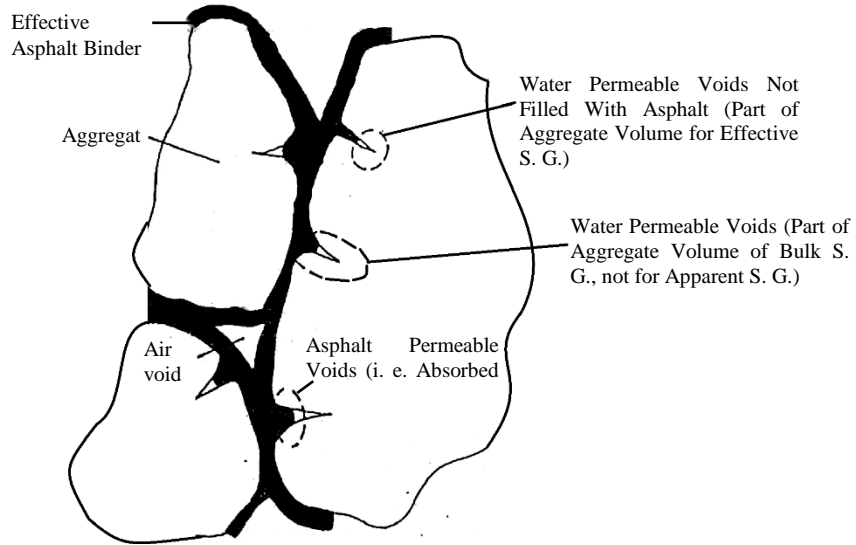 Effective
Asphalt Binder
Aggregat
Water Permeable Voids Not
Filled With Asphalt (Part of
Aggregate Volume for Effective
S. G.)
Water Permeable Voids (Part of
Aggregate Volume of Bulk S.
G., not for Apparent S. G.)
Air
void
Asphalt Permeable
Voids (i. e. Absorbed